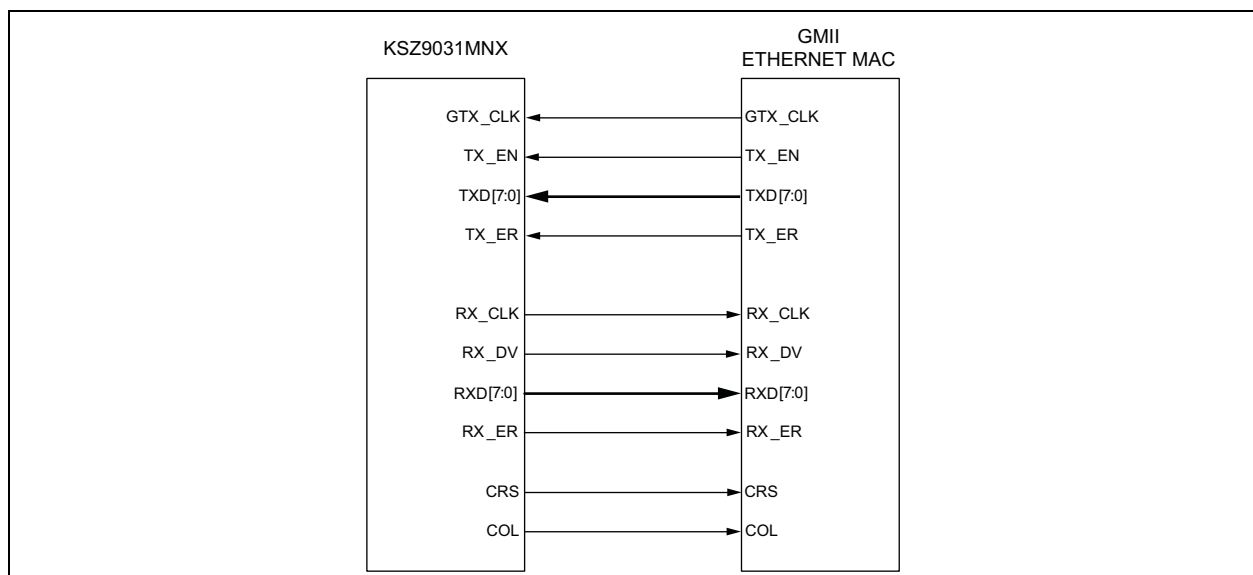 KSZ9031MNX
GMII
ETHERNET MAC
GTX_CLK GTX_CLK
TX_EN TX_EN
TXD[7:0] TXD[7:0]
TX_ER TX_ER
RX_CLK RX_CLK
RX_DV RX_DV
RXD[7:0] RXD[7:0]
RX_ER RX_ER
CRS CRS
COL COL